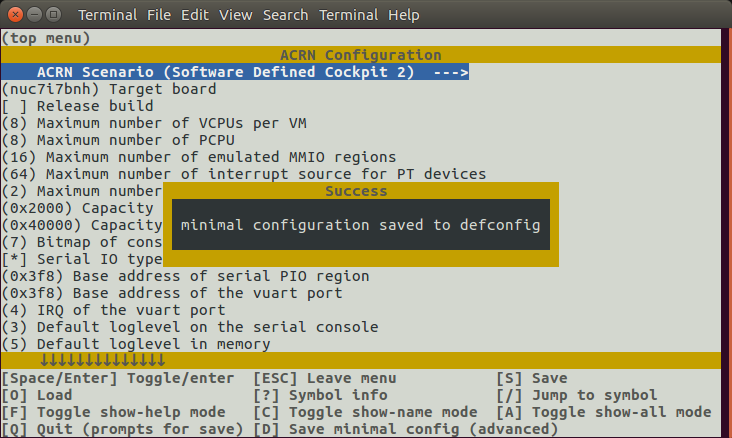 Terminal File Edit View Search Terminal Help
(top menu)
ACRN Configuration
ACRN Scenario (Software Defined Cockpit 2) --->
(nuc7i7bnh) Target board
[ ] Release build
(8) Maximum number of VCPUs per VM
(8) Maximum number of PCPU
(16) Maximum number of emulated MMIO regions
(64) Maximum number of interrupt source for PT devices
(2) Maximum number
Success
(0x2000) Capacity
minimal configuration saved to defconfig
(0x40000) Capacity
(7) Bitmap of cons
[*] Serial IO type
(0x3f8) Base address of serial PIO region
(0x3f8) Base address of the vuart port
(4) IRQ of the vuart port
(3) Default loglevel on the serial console
(5) Default loglevel in memory
↓↓↓↓↓↓↓↓↓↓↓↓↓↓
[Space/Enter] Toggle/enter [ESC] Leave menu [S] Save
[O] Load [?] Symbol info [/] Jump to symbol
[F] Toggle show-help mode [C] Toggle show-name mode [A] Toggle show-all mode
[Q] Quit (prompts for save) [D] Save minimal config (advanced)